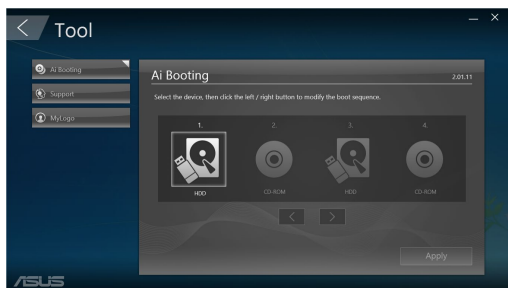 Tool
Ai Booting
Support
MyLogo
Ai Booting
2.01.11
Select the device, then click the left / right button to modify the boot sequence.
1. 2. 3. 4.
HDD CD-ROM HDD CD-ROM
Apply
ASUS